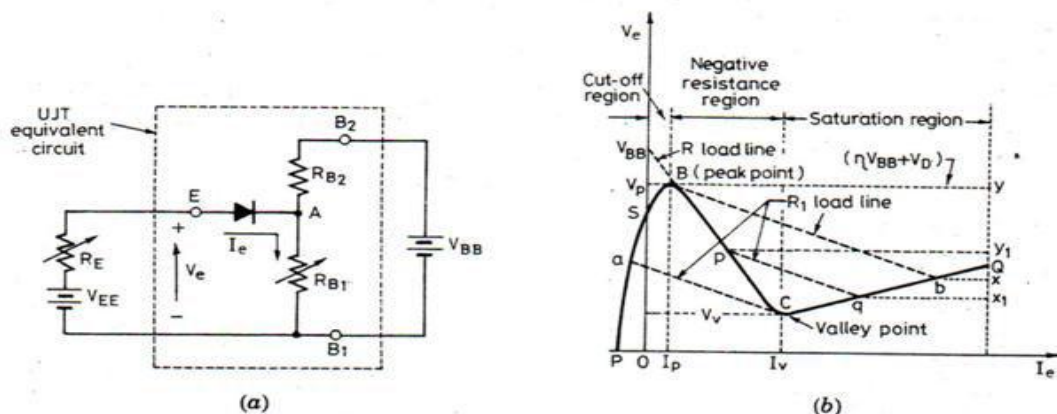 UJT
equivalent
circuit
B2
RB2
E
A
+
Ie
RE
Ve
RB1
VBB
VEE
–
B1
(a)
Ve
Negative
resistance
region
Cut-off
region
Saturation region
VBB
R load line
(ηVBB+VD)
B (peak point)
Vp
y
S
R1 load line
y1
a
p
Q
b
x
q
x1
C
Vv
Valley point
P
O
Ip
Iv
Ie
(b)